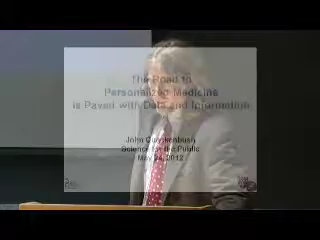 The Road to
Personalized Medicine
is Paved with Data and Information
John Quackenbush
Science for the Public
May 24, 2012